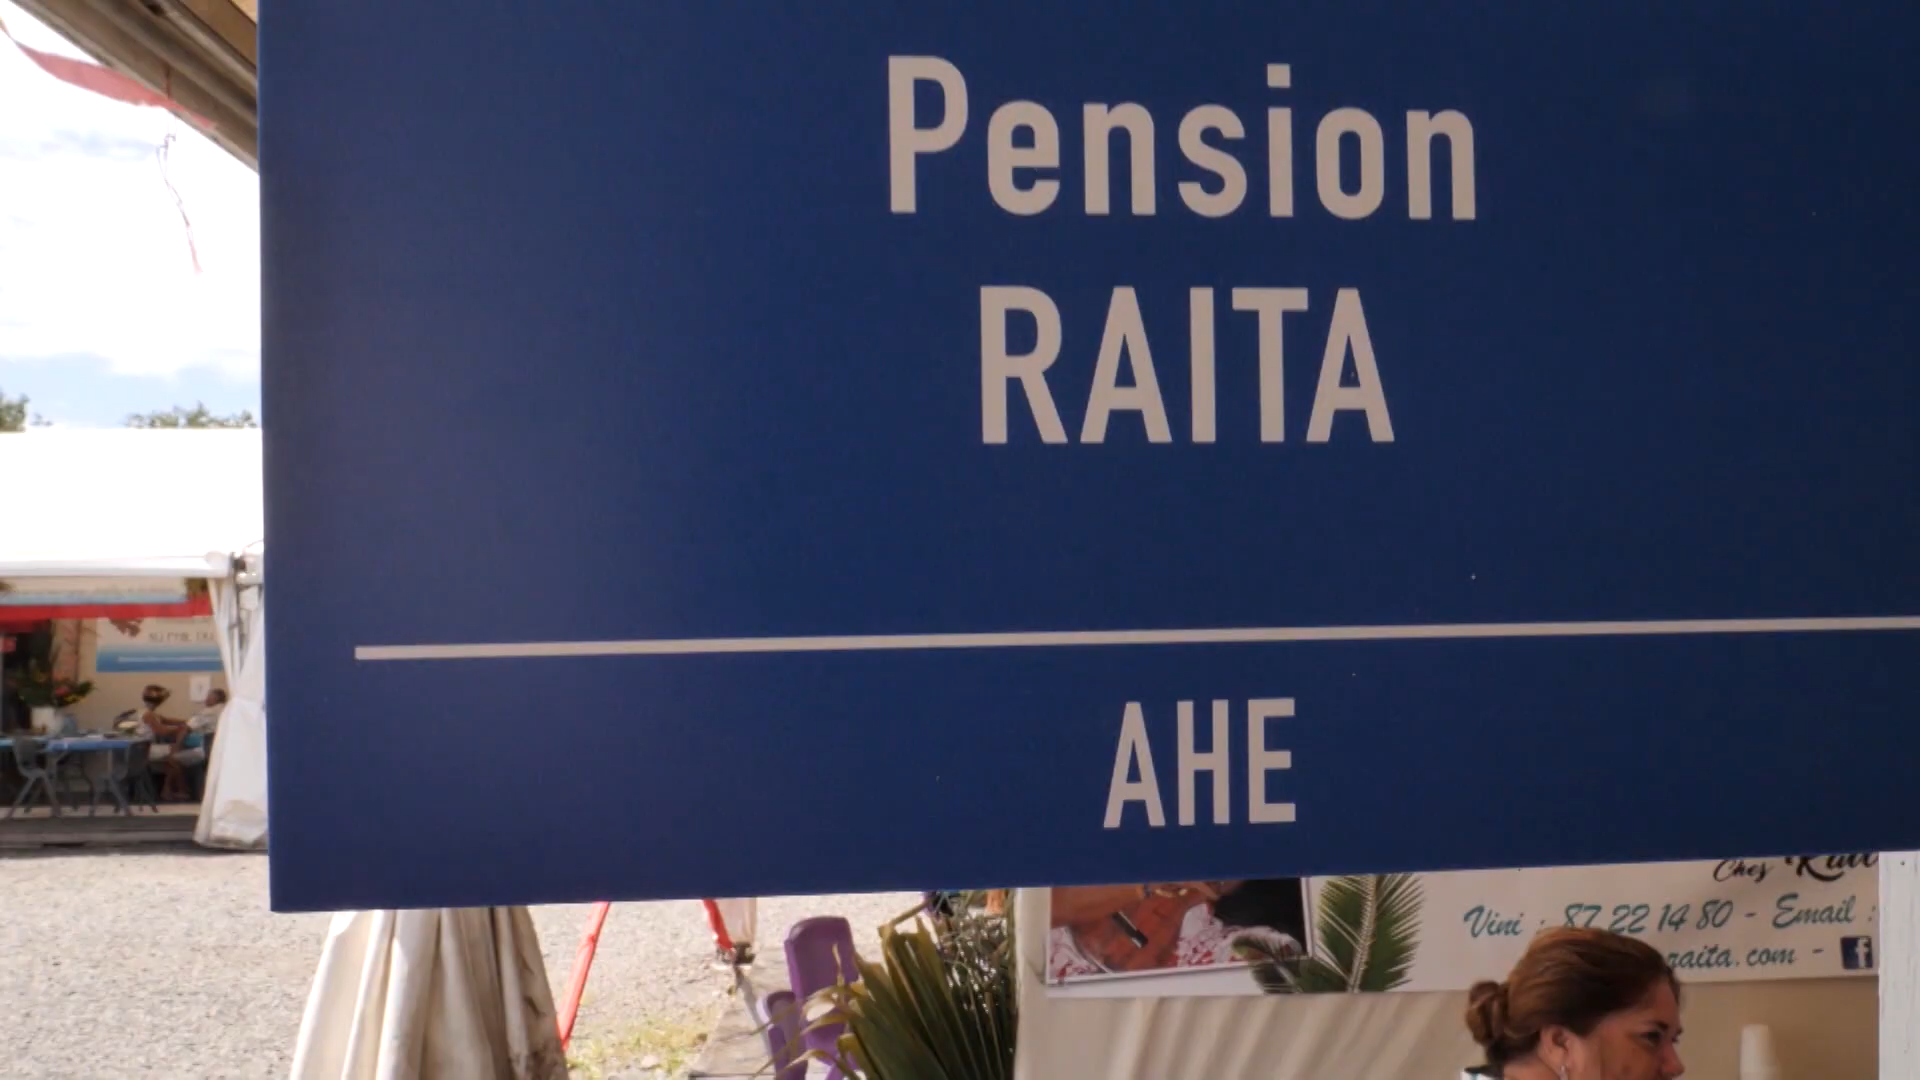 Pension
RAITA
AHE
Chez
Vini : 87 22 14 80 - Email :
raita.com - f